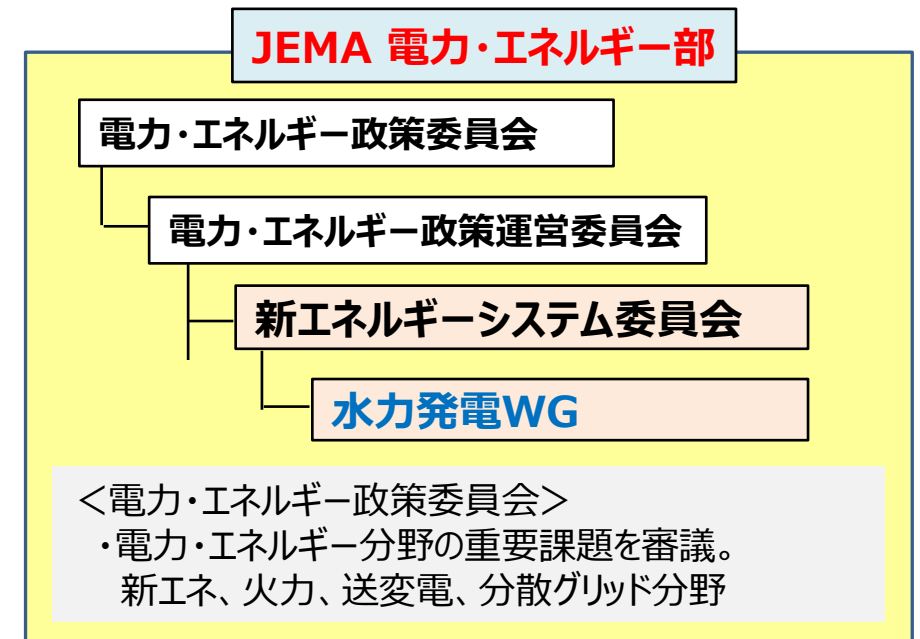 JEMA 電力・エネルギー部
電力・エネルギー政策委員会
電力・エネルギー政策運営委員会
新エネルギーシステム委員会
水力発電WG
＜電力・エネルギー政策委員会＞
・電力・エネルギー分野の重要課題を審議。
新エネ、火力、送変電、分散グリッド分野